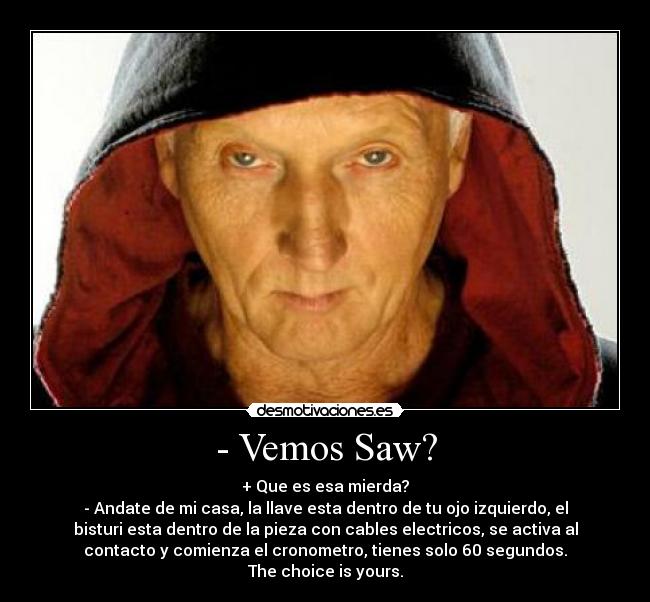 desmotivaciones.es
- Vemos Saw?
+ Que es esa mierda?
- Andate de mi casa, la llave esta dentro de tu ojo izquierdo, el
bisturi esta dentro de la pieza con cables electricos, se activa al
contacto y comienza el cronometro, tienes solo 60 segundos.
The choice is yours.